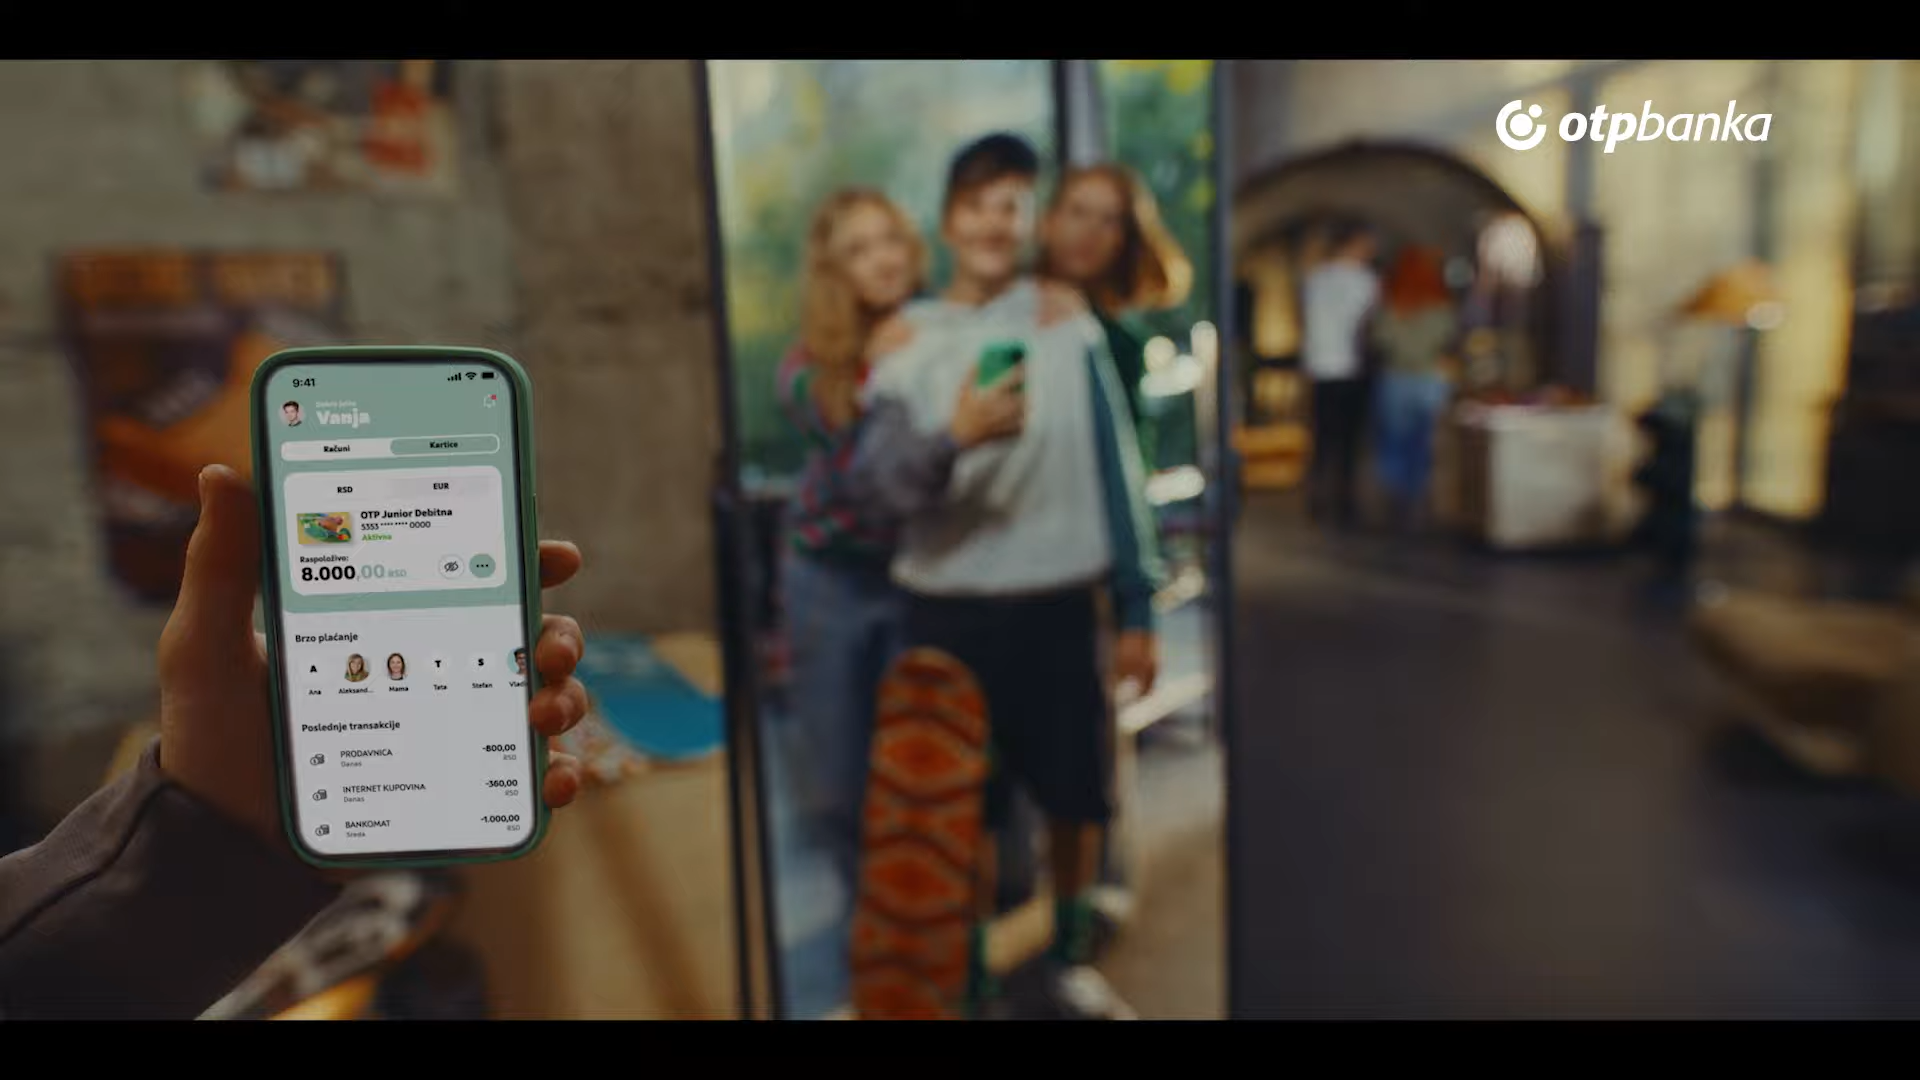 otpbanka
9:41
Dobro jutro
Vanja
Računi Kartice
RSD EUR
OTP Junior Debitna
5353 **** **** 0000
Aktivna
Raspoloživo:
8.000,00 RSD
Brzo plaćanje
A T S
Ana Aleksand... Mama Tata Stefan
Poslednje transakcije
PRODAVNICA -800,00
Danas RSD
INTERNET KUPOVINA -360,00
Danas RSD
BANKOMAT -1.000,00
Sreda RSD